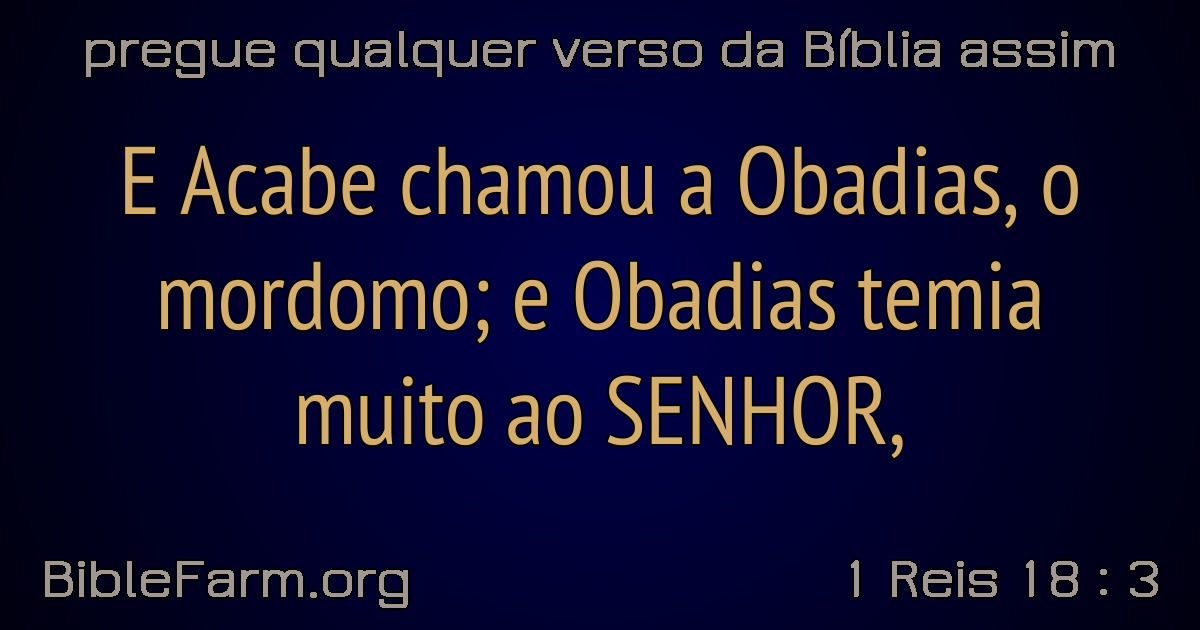 pregue qualquer verso da Bíblia assim
E Acabe chamou a Obadias, o
mordomo; e Obadias temia
muito ao SENHOR,
BibleFarm.org
1 Reis 18 : 3